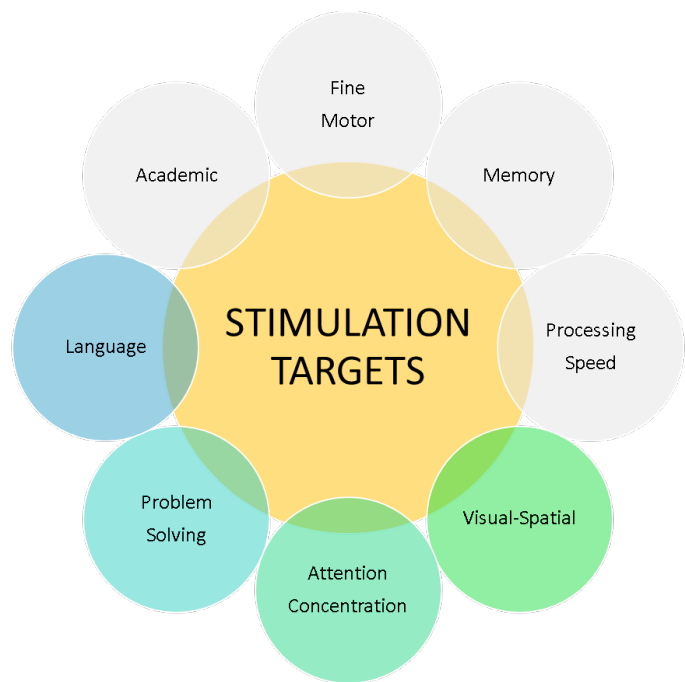 Fine
Motor
Academic
Memory
STIMULATION
TARGETS
Language
Processing
Speed
Problem
Solving
Visual-Spatial
Attention
Concentration